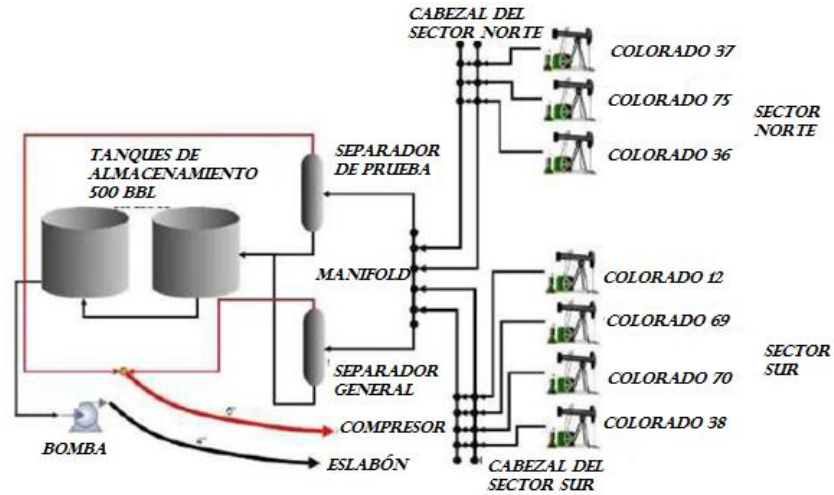 CABEZAL DEL
SECTOR NORTE
COLORADO 37
COLORADO 75
COLORADO 36
SECTOR
NORTE
TANQUES DE
ALMACENAMIENTO
500 BBL
SEPARADOR
DE PRUEBA
MANIFOLD
COLORADO 12
COLORADO 69
COLORADO 70
COLORADO 38
SECTOR
SUR
SEPARADOR
GENERAL
COMPRESOR
BOMBA
ESLABÓN
CABEZAL DEL
SECTOR SUR